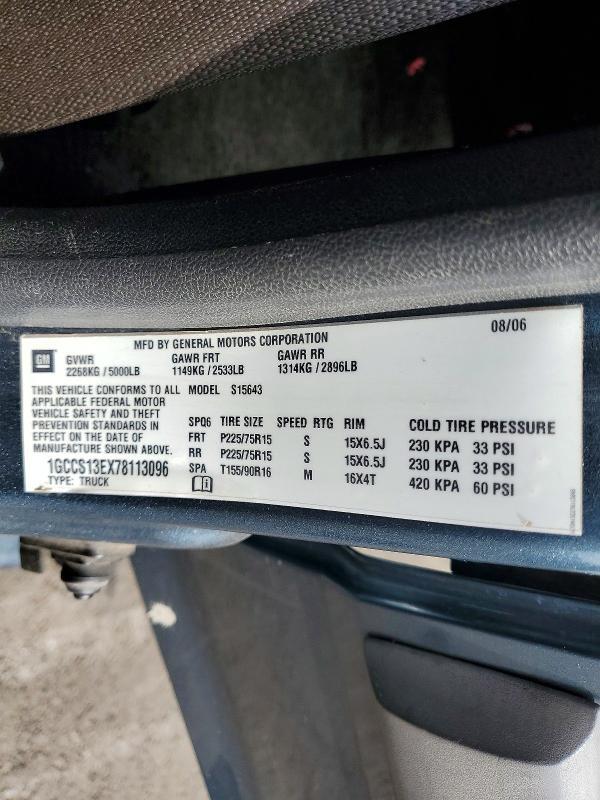 MFD BY GENERAL MOTORS CORPORATION 08/06
GM
GVWR GAWR FRT GAWR RR
2268KG / 5000LB 1149KG / 2533LB 1314KG / 2896LB
THIS VEHICLE CONFORMS TO ALL MODEL S15643
APPLICABLE FEDERAL MOTOR
VEHICLE SAFETY AND THEFT
PREVENTION STANDARDS IN SPQ6 TIRE SIZE SPEED RTG RIM COLD TIRE PRESSURE
EFFECT ON THE DATE OF FRT P225/75R15 S 15X6.5J 230 KPA 33 PSI
MANUFACTURE SHOWN ABOVE. RR P225/75R15 S 15X6.5J 230 KPA 33 PSI
1GCCS13EX78113096 SPA T155/90R16 M 16X4T 420 KPA 60 PSI
TYPE: TRUCK